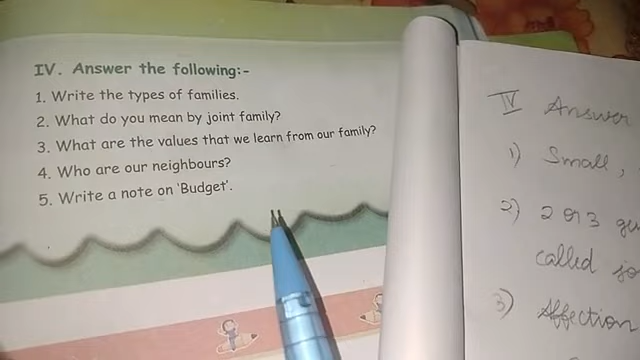 IV. Answer the following:-
1. Write the types of families.
2. What do you mean by joint family?
3. What are the values that we learn from our family?
4. Who are our neighbours?
5. Write a note on 'Budget'.
IV Answer
1) Small,
2) 2 or 3
called
3) Affection